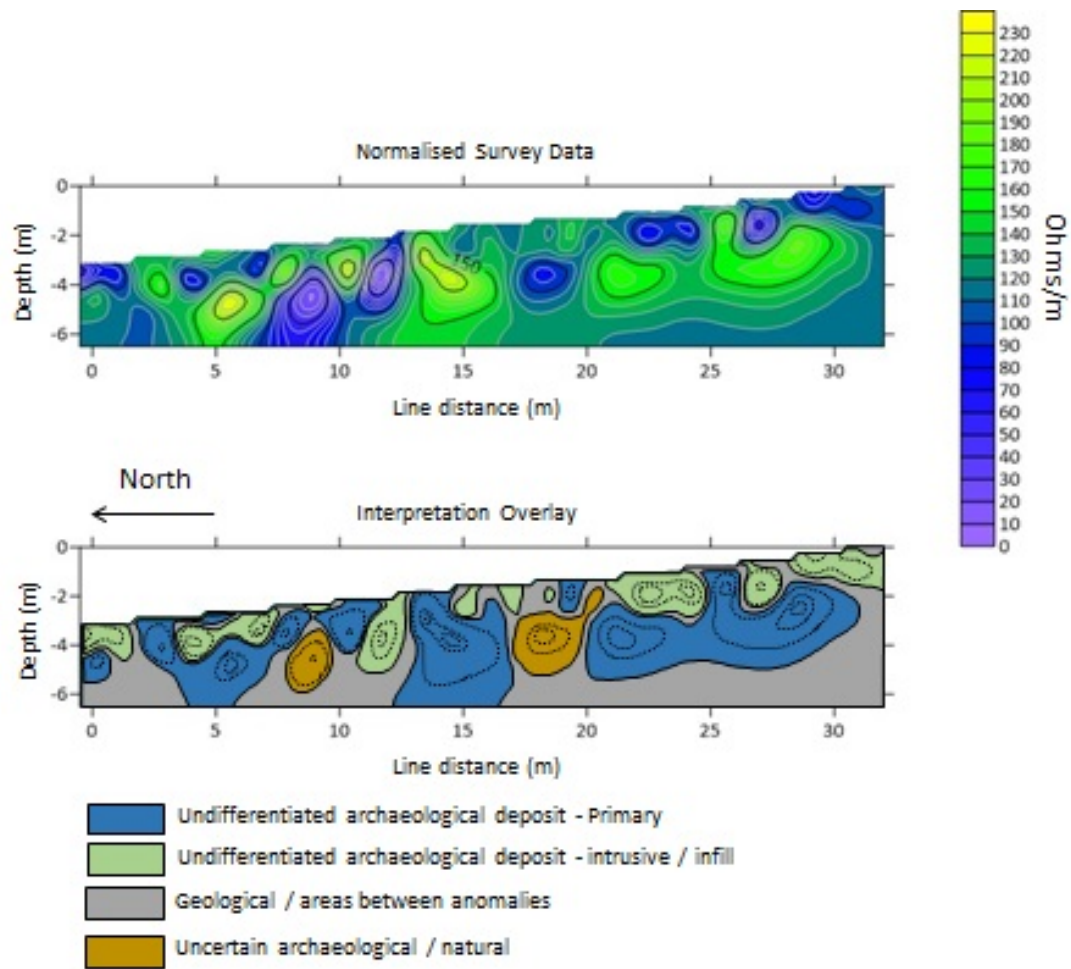 Normalised Survey Data
Depth (m)
0
-2
-4
-6
150
0 5 10 15 20 25 30
Line distance (m)
230
220
210
200
190
180
170
160
150
140
130
120
110
100
90
80
70
60
50
40
30
20
10
0
Ohms/m
North
Interpretation Overlay
Depth (m)
0
-2
-4
-6
0 5 10 15 20 25 30
Line distance (m)
Undifferentiated archaeological deposit - Primary
Undifferentiated archaeological deposit - intrusive / infill
Geological / areas between anomalies
Uncertain archaeological / natural